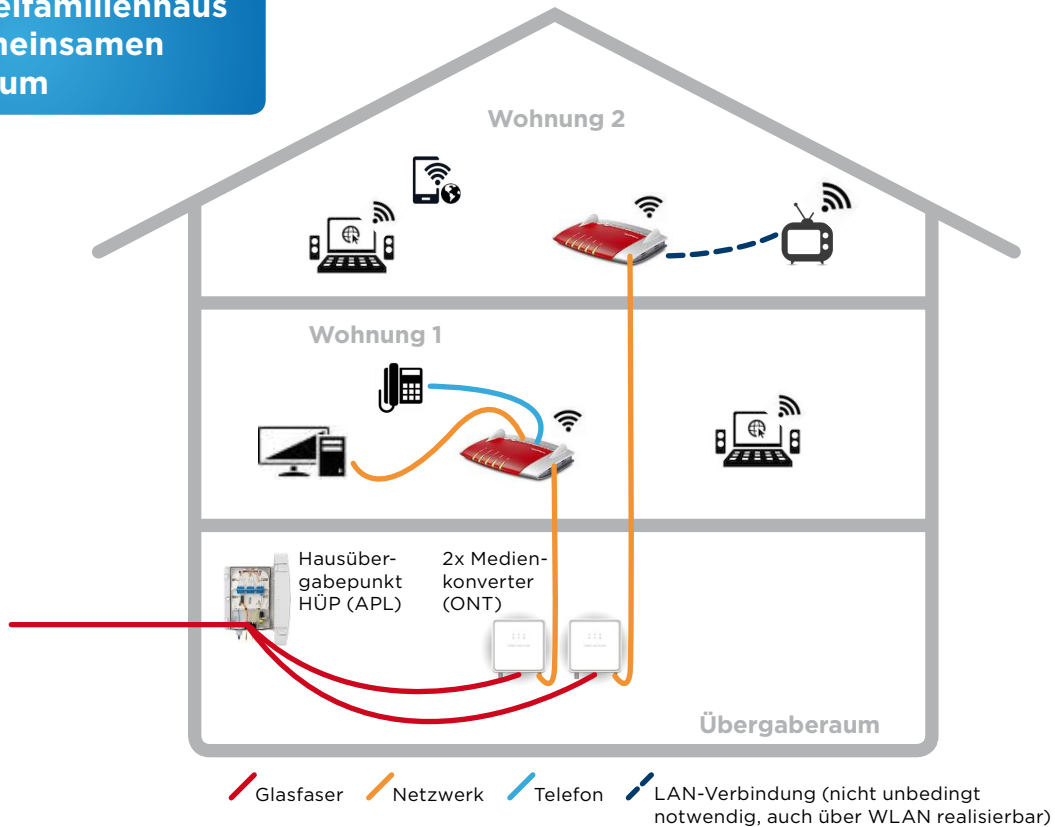 eifamilienhaus
neinsamen
um
Wohnung 2
Wohnung 1
Hausüber-
gabepunkt
HÜP (APL)
2x Medien-
konverter
(ONT)
Übergaberaum
Glasfaser
Netzwerk
Telefon
LAN-Verbindung (nicht unbedingt
notwendig, auch über WLAN realisierbar)